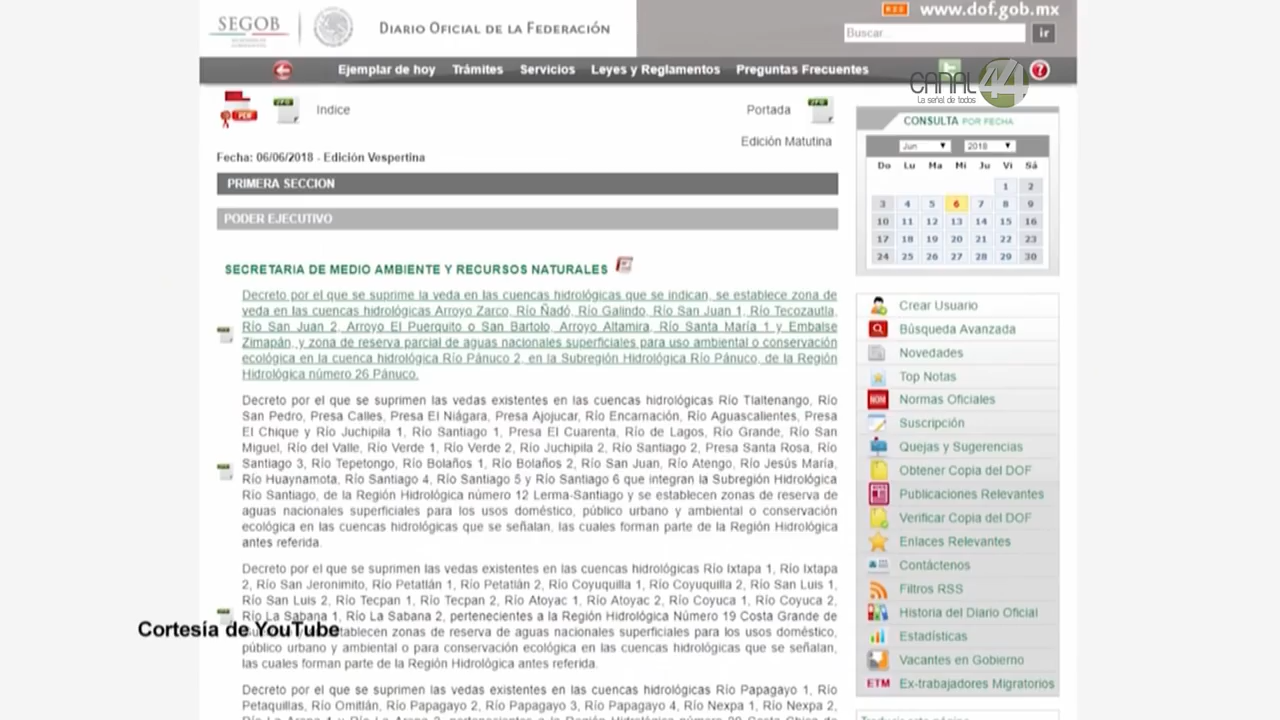 SEGOB
DIARIO OFICIAL DE LA FEDERACIÓN
RSS
www.dof.gob.mx
Buscar...
ir
Ejemplar de hoy Trámites Servicios Leyes y Reglamentos Preguntas Frecuentes
?
CANAL 44
La señal de todos
PDF
Indice
Portada
Edición Matutina
Fecha: 06/06/2018 - Edición Vespertina
PRIMERA SECCION
PODER EJECUTIVO
SECRETARIA DE MEDIO AMBIENTE Y RECURSOS NATURALES
Decreto por el que se suprime la veda en las cuencas hidrológicas que se indican, se establece zona de
veda en las cuencas hidrológicas Arroyo Zarco, Río Ñadó, Río Galindo, Río San Juan 1, Río Tecozautla,
Río San Juan 2, Arroyo El Puerquito o San Bartolo, Arroyo Altamira, Río Santa María 1 y Embalse
Zimapán, y zona de reserva parcial de aguas nacionales superficiales para uso ambiental o conservación
ecológica en la cuenca hidrológica Río Pánuco 2, en la Subregión Hidrológica Río Pánuco, de la Región
Hidrológica número 26 Pánuco.
Decreto por el que se suprimen las vedas existentes en las cuencas hidrológicas Río Tlaltenango, Río
San Pedro, Presa Calles, Presa El Niágara, Presa Ajojucar, Río Encarnación, Río Aguascalientes, Presa
El Chique y Río Juchipila 1, Río Santiago 1, Presa El Cuarenta, Río de Lagos, Río Grande, Río San
Miguel, Río del Valle, Río Verde 1, Río Verde 2, Río Juchipila 2, Río Santiago 2, Presa Santa Rosa, Río
Santiago 3, Río Tepetongo, Río Bolaños 1, Río Bolaños 2, Río San Juan, Río Atengo, Río Jesús María,
Río Huaynamota, Río Santiago 4, Río Santiago 5 y Río Santiago 6 que integran la Subregión Hidrológica
Río Santiago, de la Región Hidrológica número 12 Lerma-Santiago y se establecen zonas de reserva de
aguas nacionales superficiales para los usos doméstico, público urbano y ambiental o conservación
ecológica en las cuencas hidrológicas que se señalan, las cuales forman parte de la Región Hidrológica
antes referida.
Decreto por el que se suprimen las vedas existentes en las cuencas hidrológicas Río Ixtapa 1, Río Ixtapa
2, Río San Jeronimito, Río Petatlán 1, Río Petatlán 2, Río Coyuquilla 1, Río Coyuquilla 2, Río San Luis 1,
Río San Luis 2, Río Tecpan 1, Río Tecpan 2, Río Atoyac 1, Río Atoyac 2, Río Coyuca 1, Río Coyuca 2,
Río La Sabana 1, Río La Sabana 2, pertenecientes a la Región Hidrológica Número 19 Costa Grande de
establecen zonas de reserva de aguas nacionales superficiales para los usos doméstico,
público urbano y ambiental o para conservación ecológica en las cuencas hidrológicas que se señalan,
las cuales forman parte de la Región Hidrológica antes referida.
Decreto por el que se suprimen las vedas existentes en las cuencas hidrológicas Río Papagayo 1, Río
Petaquillas, Río Omitlán, Río Papagayo 2, Río Papagayo 3, Río Papagayo 4, Río Nexpa 1, Río Nexpa 2,
Cortesía de YouTube
CONSULTA POR FECHA
Jun 2018
Do Lu Ma Mi Ju Vi Sá
1 2
3 4 5 6 7 8 9
10 11 12 13 14 15 16
17 18 19 20 21 22 23
24 25 26 27 28 29 30
Crear Usuario
Búsqueda Avanzada
Novedades
Top Notas
NOM Normas Oficiales
Suscripción
Quejas y Sugerencias
Obtener Copia del DOF
Publicaciones Relevantes
Verificar Copia del DOF
Enlaces Relevantes
Contáctenos
Filtros RSS
Historia del Diario Oficial
Estadísticas
Vacantes en Gobierno
ETM Ex-trabajadores Migratorios